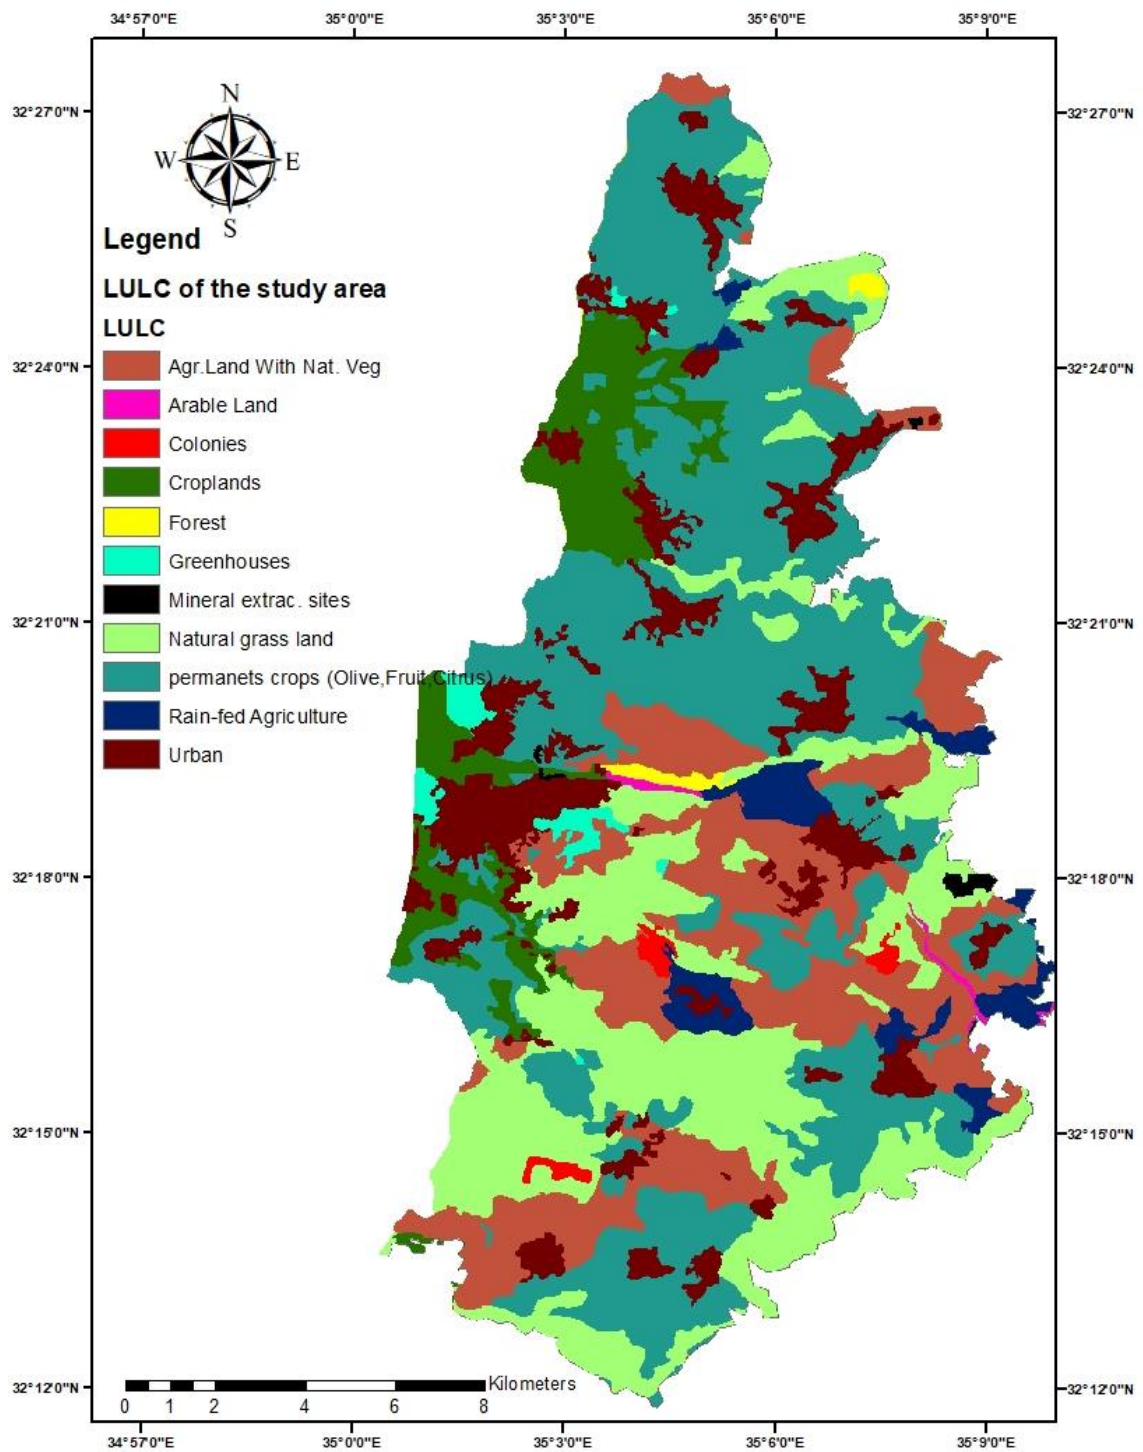 34°57'0"E 35°0'0"E 35°3'0"E 35°6'0"E 35°9'0"E
32°27'0"N 32°27'0"N
N
W E
S
Legend
LULC of the study area
LULC
Agr.Land With Nat. Veg
32°24'0"N 32°24'0"N
Arable Land
Colonies
Croplands
Forest
Greenhouses
Mineral extrac. sites
32°21'0"N 32°21'0"N
Natural grass land
permanets crops (Olive,Fruit,Citrus)
Rain-fed Agriculture
Urban
32°18'0"N 32°18'0"N
32°15'0"N 32°15'0"N
32°12'0"N 32°12'0"N
Kilometers
0 1 2 4 6 8
34°57'0"E 35°0'0"E 35°3'0"E 35°6'0"E 35°9'0"E